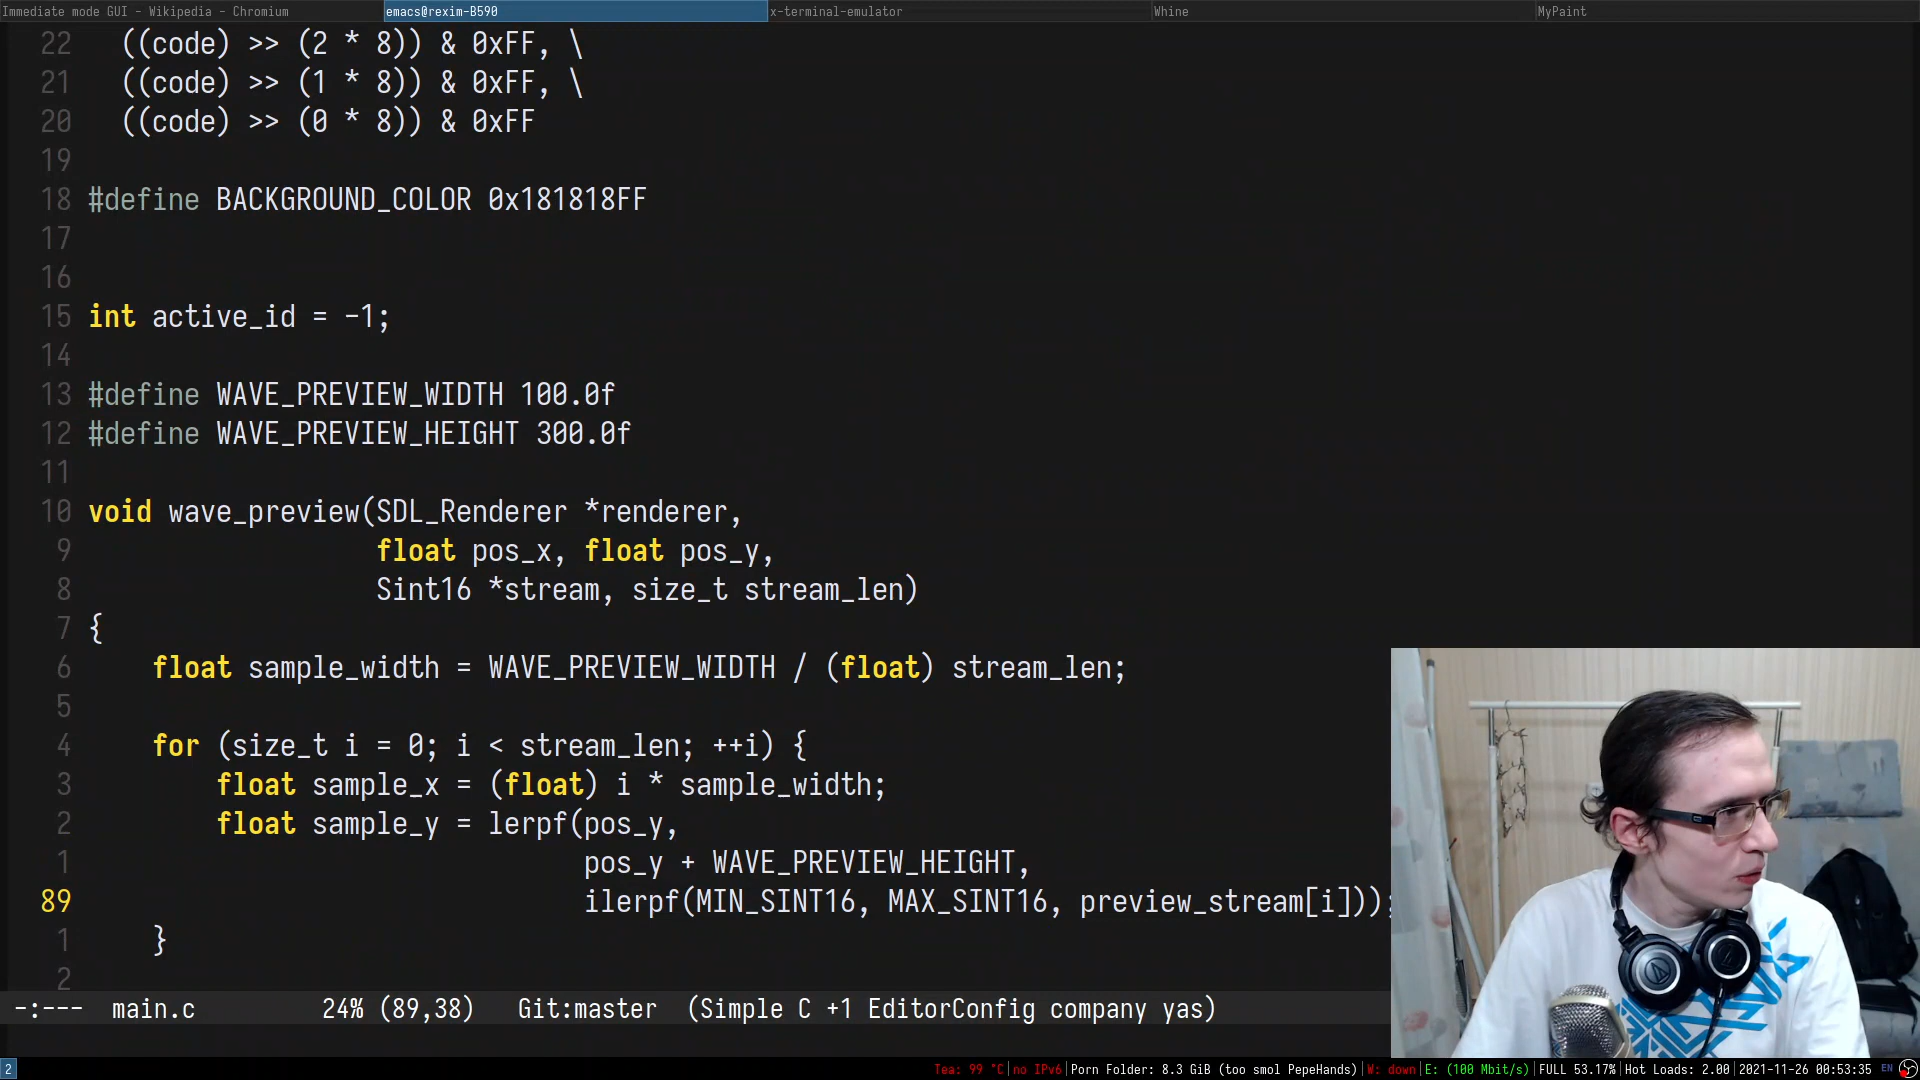 Immediate mode GUI - Wikipedia - Chromium emacs@rexim-B590 x-terminal-emulator Whine MyPaint
22 ((code) >> (2 * 8)) & 0xFF, \
21 ((code) >> (1 * 8)) & 0xFF, \
20 ((code) >> (0 * 8)) & 0xFF
19
18 #define BACKGROUND_COLOR 0x181818FF
17
16
15 int active_id = -1;
14
13 #define WAVE_PREVIEW_WIDTH 100.0f
12 #define WAVE_PREVIEW_HEIGHT 300.0f
11
10 void wave_preview(SDL_Renderer *renderer,
9 float pos_x, float pos_y,
8 Sint16 *stream, size_t stream_len)
7 {
6 float sample_width = WAVE_PREVIEW_WIDTH / (float) stream_len;
5
4 for (size_t i = 0; i < stream_len; ++i) {
3 float sample_x = (float) i * sample_width;
2 float sample_y = lerpf(pos_y,
1 pos_y + WAVE_PREVIEW_HEIGHT,
89 ilerpf(MIN_SINT16, MAX_SINT16, preview_stream[i]));
1 }
2
-:--- main.c 24% (89,38) Git:master (Simple C +1 EditorConfig company yas)
2 Tea: 99 °C|no IPv6|Porn Folder: 8.3 GiB (too smol PepeHands)|W: down|E: (100 Mbit/s)|FULL 53.17%|Hot Loads: 2.00|2021-11-26 00:53:35 EN